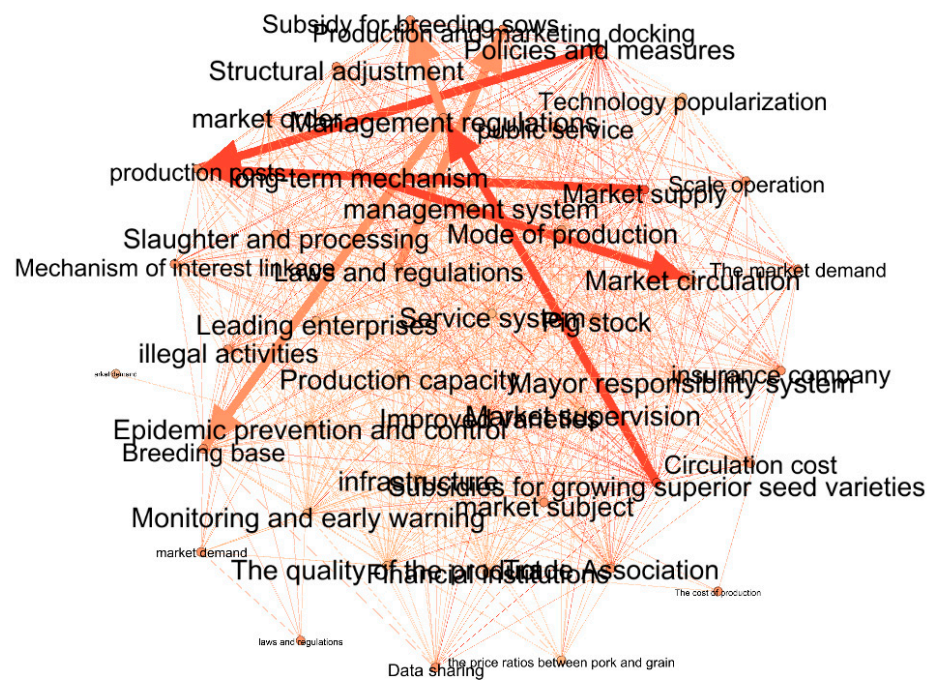 Subsidy for breeding sows
Production and marketing docking
Policies and measures
Structural adjustment
Technology popularization
market order
Management regulations
public service
production posts
long-term mechanism
Market supply
Scale operation
management system
Mode of production
Slaughter and processing
Mechanism of interest linkage
Laws and regulations
Market circulation
The market demand
Service system
Pig stock
Leading enterprises
illegal activities
Production capacity
Mayor responsibility system
insurance company
Improved varieties
Market supervision
Epidemic prevention and control
Breeding base
Circulation cost
infrastructure
Subsidies for growing superior seed varieties
market subject
Monitoring and early warning
market demand
The quality of the product
Financial institutions
Trade Association
The cost of production
laws and regulations
Data sharing
the price ratios between pork and grain